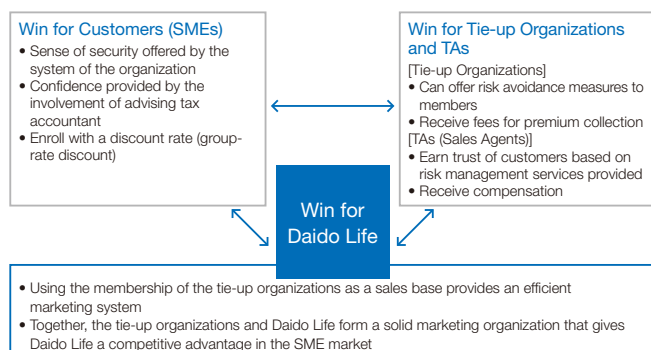 Win for Customers (SMEs)
• Sense of security offered by the
system of the organization
• Confidence provided by the
involvement of advising tax
accountant
• Enroll with a discount rate (group-
rate discount)
Win for Tie-up Organizations
and TAs
[Tie-up Organizations]
• Can offer risk avoidance measures to
members
• Receive fees for premium collection
[TAs (Sales Agents)]
• Earn trust of customers based on
risk management services provided
• Receive compensation
Win for
Daido Life
• Using the membership of the tie-up organizations as a sales base provides an efficient
marketing system
• Together, the tie-up organizations and Daido Life form a solid marketing organization that gives
Daido Life a competitive advantage in the SME market